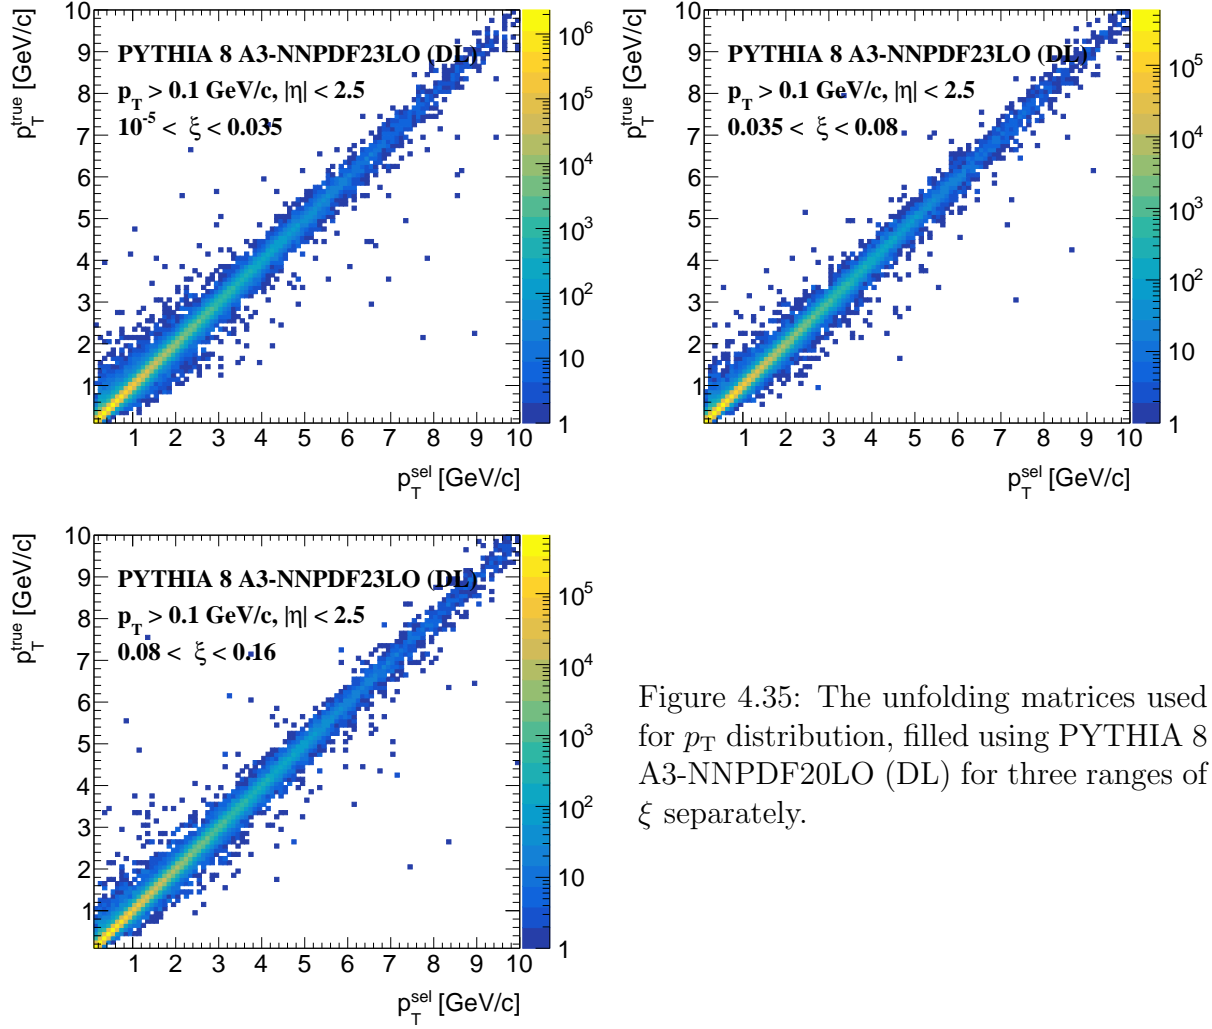 p_T^true [GeV/c]
10
9
8
7
6
5
4
3
2
1
PYTHIA 8 A3-NNPDF23LO (DL)
p_T > 0.1 GeV/c, |η| < 2.5
10^-5 < ξ < 0.035
1 2 3 4 5 6 7 8 9 10
p_T^sel [GeV/c]
10^6
10^5
10^4
10^3
10^2
10
1
p_T^true [GeV/c]
10
9
8
7
6
5
4
3
2
1
PYTHIA 8 A3-NNPDF23LO (DL)
p_T > 0.1 GeV/c, |η| < 2.5
0.035 < ξ < 0.08
1 2 3 4 5 6 7 8 9 10
p_T^sel [GeV/c]
10^5
10^4
10^3
10^2
10
1
p_T^true [GeV/c]
10
9
8
7
6
5
4
3
2
1
PYTHIA 8 A3-NNPDF23LO (DL)
p_T > 0.1 GeV/c, |η| < 2.5
0.08 < ξ < 0.16
1 2 3 4 5 6 7 8 9 10
p_T^sel [GeV/c]
10^5
10^4
10^3
10^2
10
1
Figure 4.35: The unfolding matrices used
for p_T distribution, filled using PYTHIA 8
A3-NNPDF20LO (DL) for three ranges of
ξ separately.